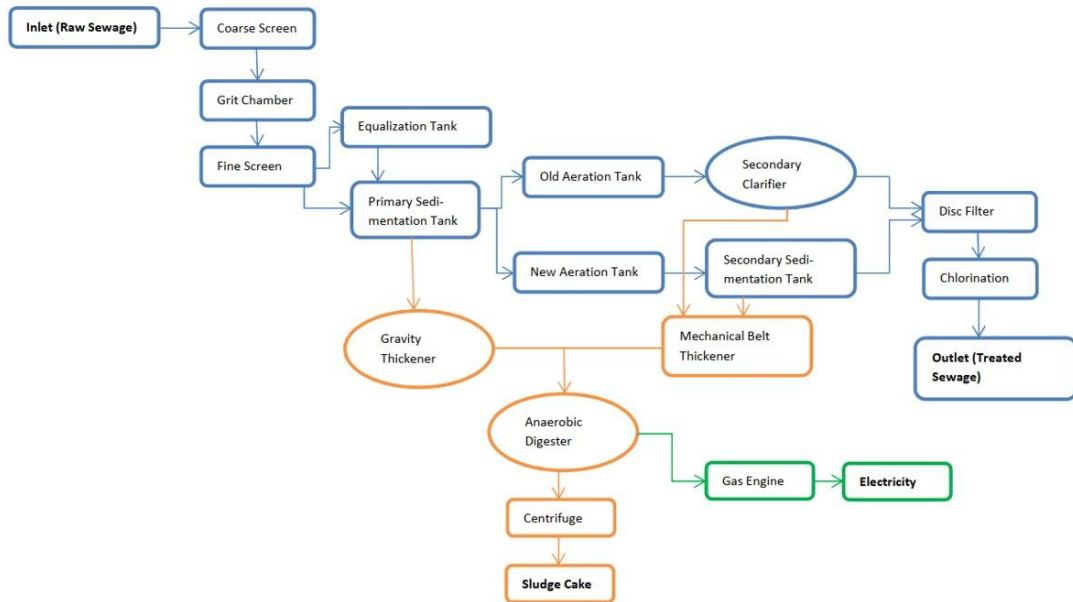 Inlet (Raw Sewage)
Coarse Screen
Grit Chamber
Equalization Tank
Fine Screen
Old Aeration Tank
Secondary
Clarifier
Primary Sedi-
mentation Tank
Disc Filter
New Aeration Tank
Secondary Sedi-
mentation Tank
Chlorination
Gravity
Thickener
Mechanical Belt
Thickener
Outlet (Treated
Sewage)
Anaerobic
Digester
Gas Engine
Electricity
Centrifuge
Sludge Cake